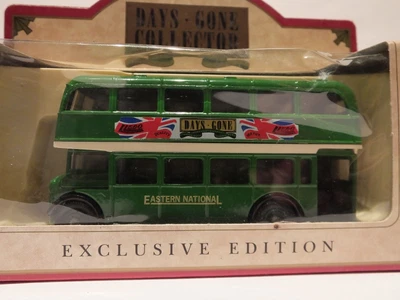 DAYS · GONE
COLLECTOR
DAYS GONE
EASTERN NATIONAL
EXCLUSIVE EDITION